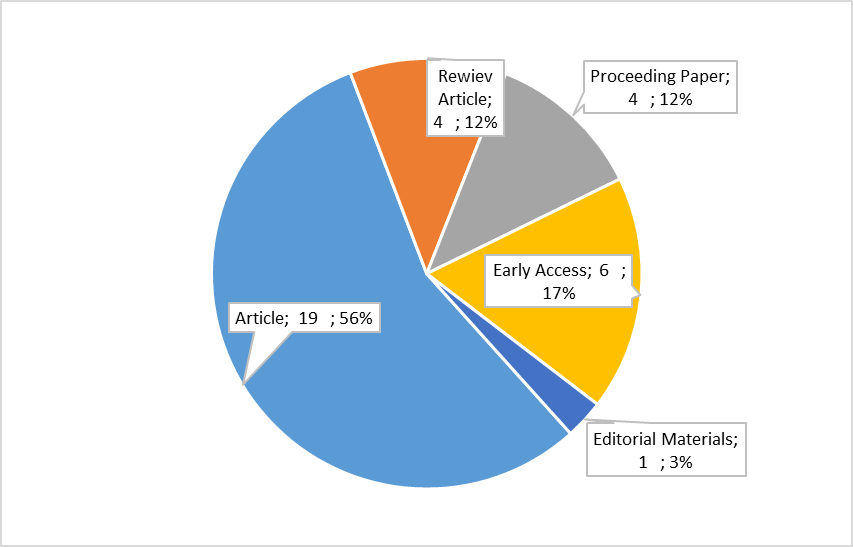 Rewiev
Article;
4 ; 12%
Proceeding Paper;
4 ; 12%
Early Access; 6 ;
17%
Article; 19 ; 56%
Editorial Materials;
1 ; 3%